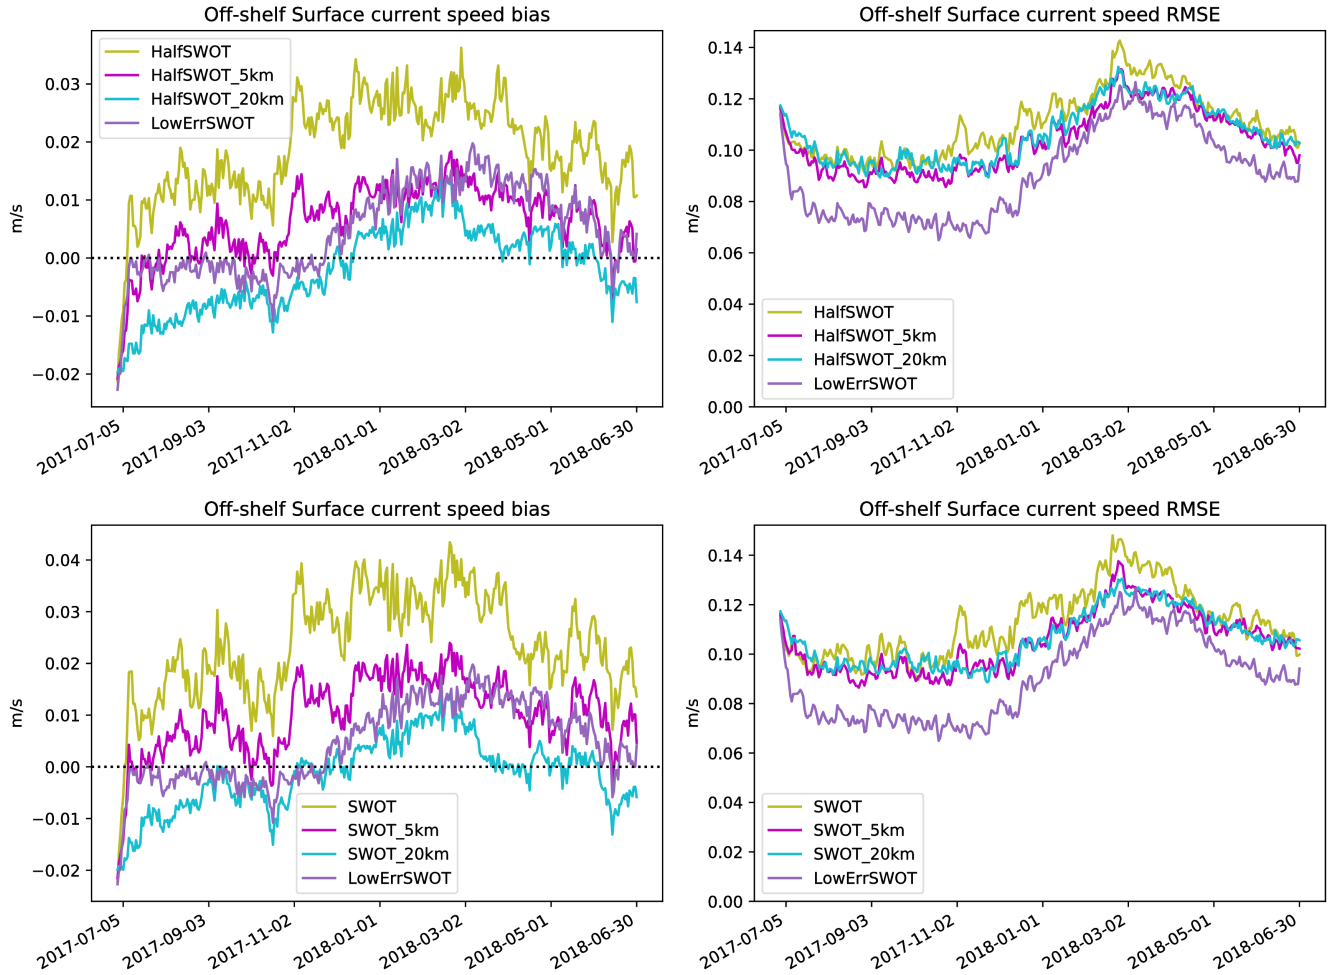 Off-shelf Surface current speed bias
m/s
0.03
0.02
0.01
0.00
−0.01
−0.02
HalfSWOT
HalfSWOT_5km
HalfSWOT_20km
LowErrSWOT
2017-07-05
2017-09-03
2017-11-02
2018-01-01
2018-03-02
2018-05-01
2018-06-30
Off-shelf Surface current speed RMSE
m/s
0.14
0.12
0.10
0.08
0.06
0.04
0.02
0.00
HalfSWOT
HalfSWOT_5km
HalfSWOT_20km
LowErrSWOT
2017-07-05
2017-09-03
2017-11-02
2018-01-01
2018-03-02
2018-05-01
2018-06-30
Off-shelf Surface current speed bias
m/s
0.04
0.03
0.02
0.01
0.00
−0.01
−0.02
SWOT
SWOT_5km
SWOT_20km
LowErrSWOT
2017-07-05
2017-09-03
2017-11-02
2018-01-01
2018-03-02
2018-05-01
2018-06-30
Off-shelf Surface current speed RMSE
m/s
0.14
0.12
0.10
0.08
0.06
0.04
0.02
0.00
SWOT
SWOT_5km
SWOT_20km
LowErrSWOT
2017-07-05
2017-09-03
2017-11-02
2018-01-01
2018-03-02
2018-05-01
2018-06-30